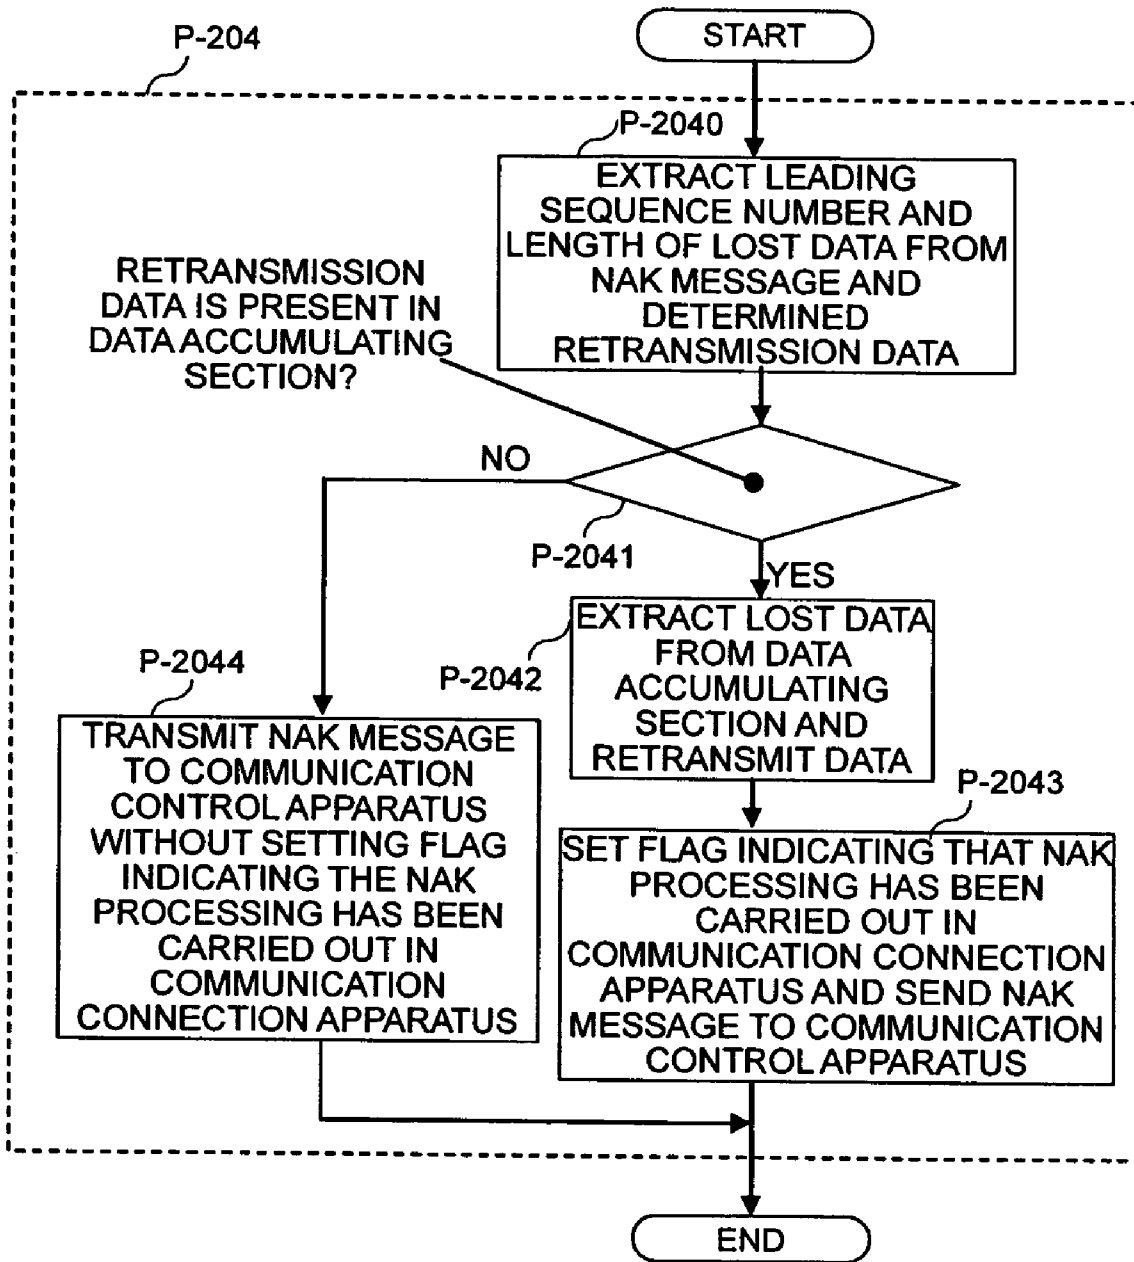 START
P-204
P-2040
EXTRACT LEADING
SEQUENCE NUMBER AND
LENGTH OF LOST DATA FROM
NAK MESSAGE AND
DETERMINED
RETRANSMISSION DATA
RETRANSMISSION
DATA IS PRESENT IN
DATA ACCUMULATING
SECTION?
NO
P-2041
YES
P-2042
EXTRACT LOST DATA
FROM DATA
ACCUMULATING
SECTION AND
RETRANSMIT DATA
P-2044
TRANSMIT NAK MESSAGE
TO COMMUNICATION
CONTROL APPARATUS
WITHOUT SETTING FLAG
INDICATING THE NAK
PROCESSING HAS BEEN
CARRIED OUT IN
COMMUNICATION
CONNECTION APPARATUS
P-2043
SET FLAG INDICATING THAT NAK
PROCESSING HAS BEEN
CARRIED OUT IN
COMMUNICATION CONNECTION
APPARATUS AND SEND NAK
MESSAGE TO COMMUNICATION
CONTROL APPARATUS
END